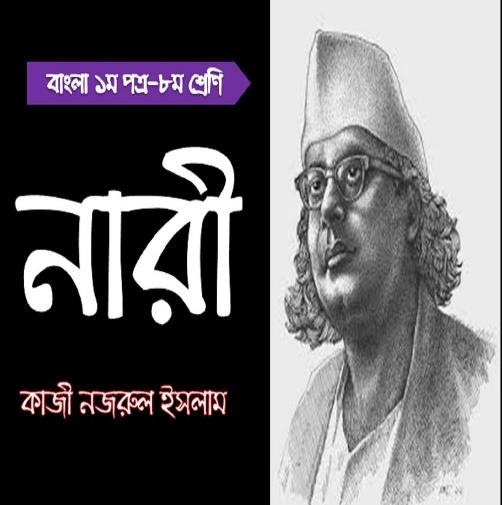 বাংলা ১ম পত্র-৮ম শ্রেণি
নারী
কাজী নজরুল ইসলাম